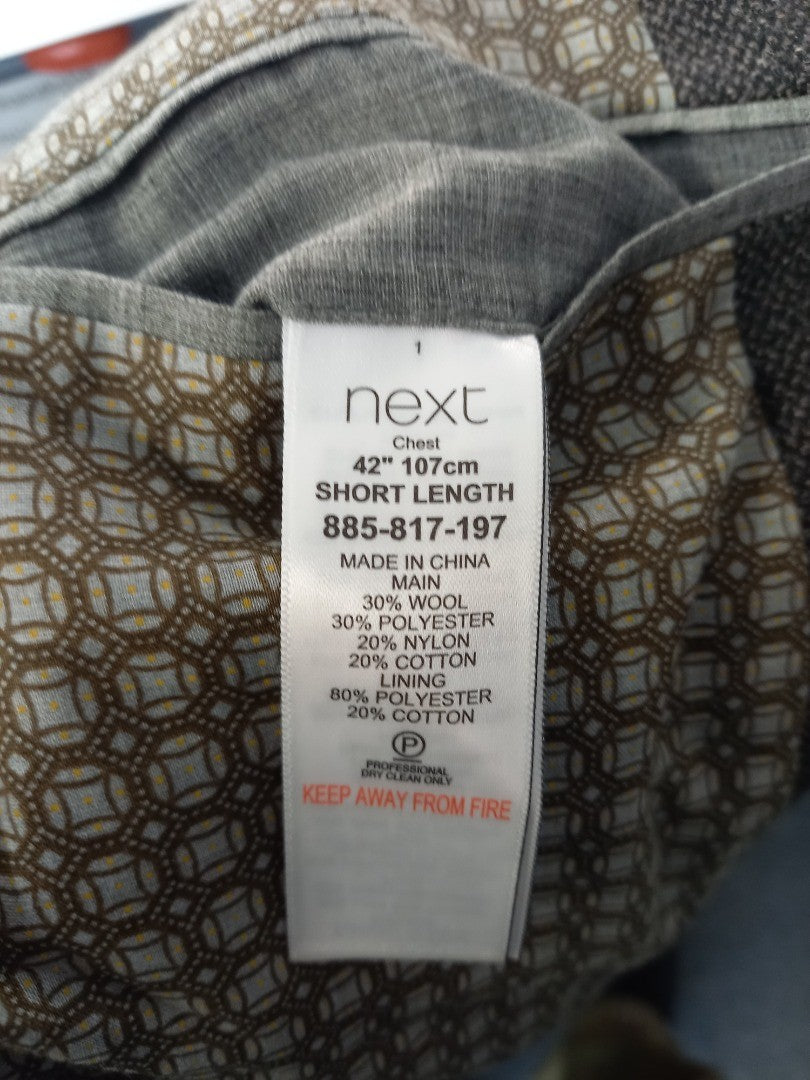 1
next
Chest
42" 107cm
SHORT LENGTH
885-817-197
MADE IN CHINA
MAIN
30% WOOL
30% POLYESTER
20% NYLON
20% COTTON
LINING
80% POLYESTER
20% COTTON
P
PROFESSIONAL
DRY CLEAN ONLY
KEEP AWAY FROM FIRE